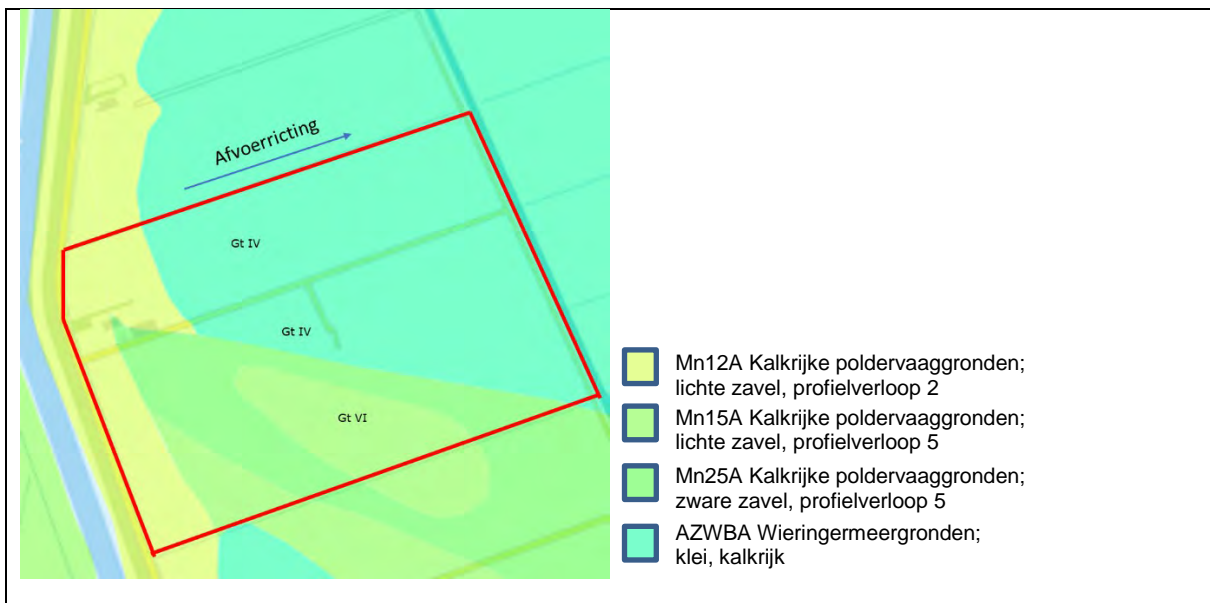 Afvoerricting
Gt IV
Gt IV
Gt VI
Mn12A Kalkrijke poldervaaggronden;
lichte zavel, profielverloop 2
Mn15A Kalkrijke poldervaaggronden;
lichte zavel, profielverloop 5
Mn25A Kalkrijke poldervaaggronden;
zware zavel, profielverloop 5
AZWBA Wieringermeergronden;
klei, kalkrijk